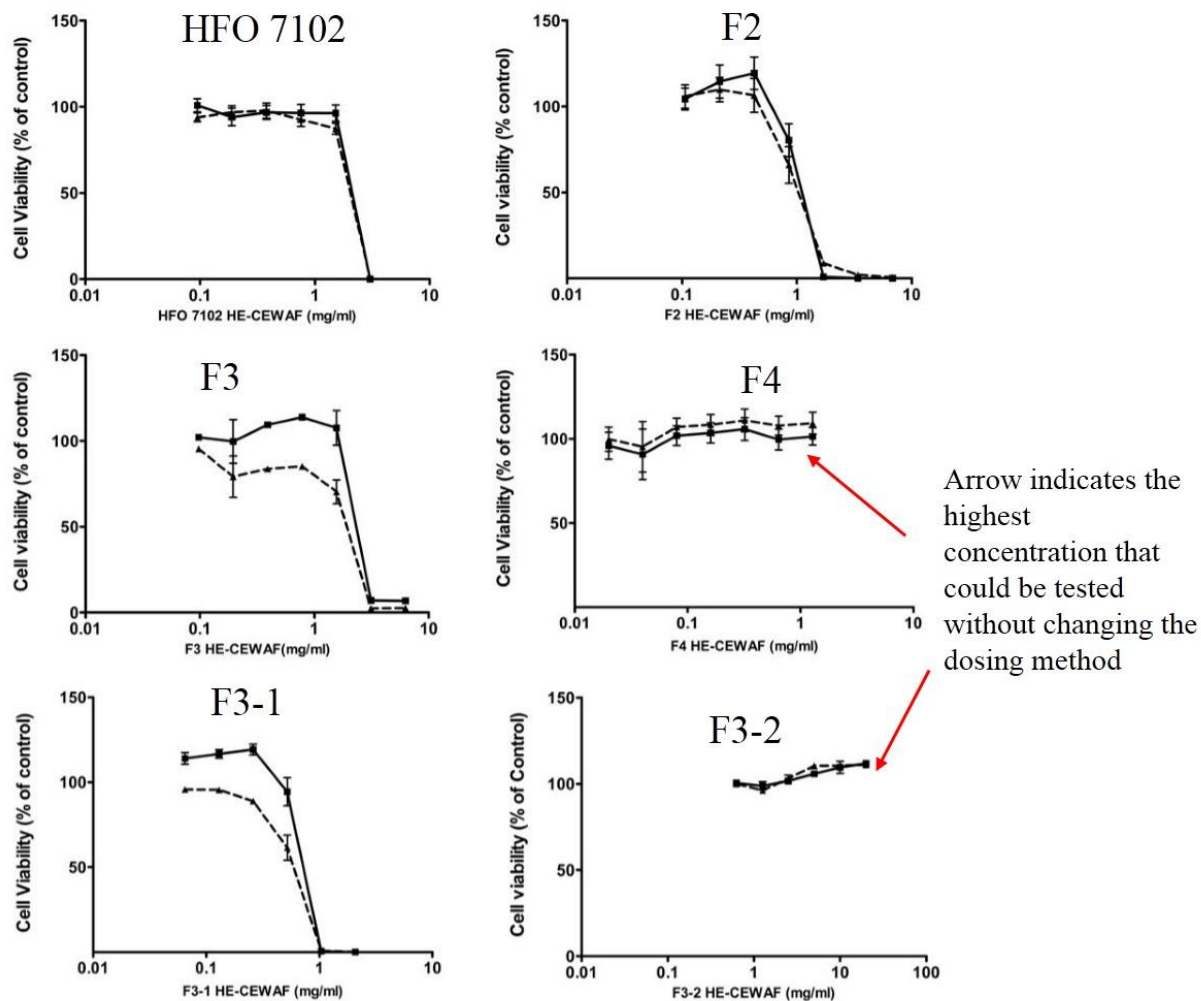 HFO 7102
Cell Viability (% of control)
150
100
50
0
0.01 0.1 1 10
HFO 7102 HE-CEWAF (mg/ml)
F2
Cell viability (% of control)
150
100
50
0
0.01 0.1 1 10
F2 HE-CEWAF (mg/ml)
F3
Cell Viability (% of control)
150
100
50
0
0.01 0.1 1 10
F3 HE-CEWAF(mg/ml)
F4
Cell Viability (% of control)
150
100
50
0.01 0.1 1 10
F4 HE-CEWAF (mg/ml)
Arrow indicates the
highest
concentration that
could be tested
without changing the
dosing method
F3-1
Cell Viability (% of control)
150
100
50
0.01 0.1 1 10
F3-1 HE-CEWAF (mg/ml)
F3-2
Cell viability (% of Control)
150
100
50
0
0.01 0.1 1 10 100
F3-2 HE-CEWAF (mg/ml)